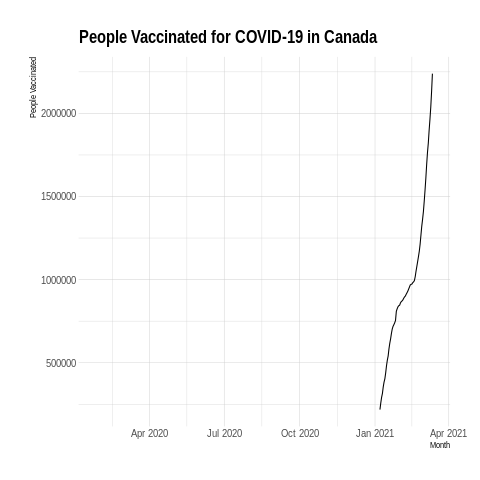 People Vaccinated for COVID-19 in Canada
People Vaccinated
2000000
1500000
1000000
500000
Apr 2020 Jul 2020 Oct 2020 Jan 2021 Apr 2021
Month